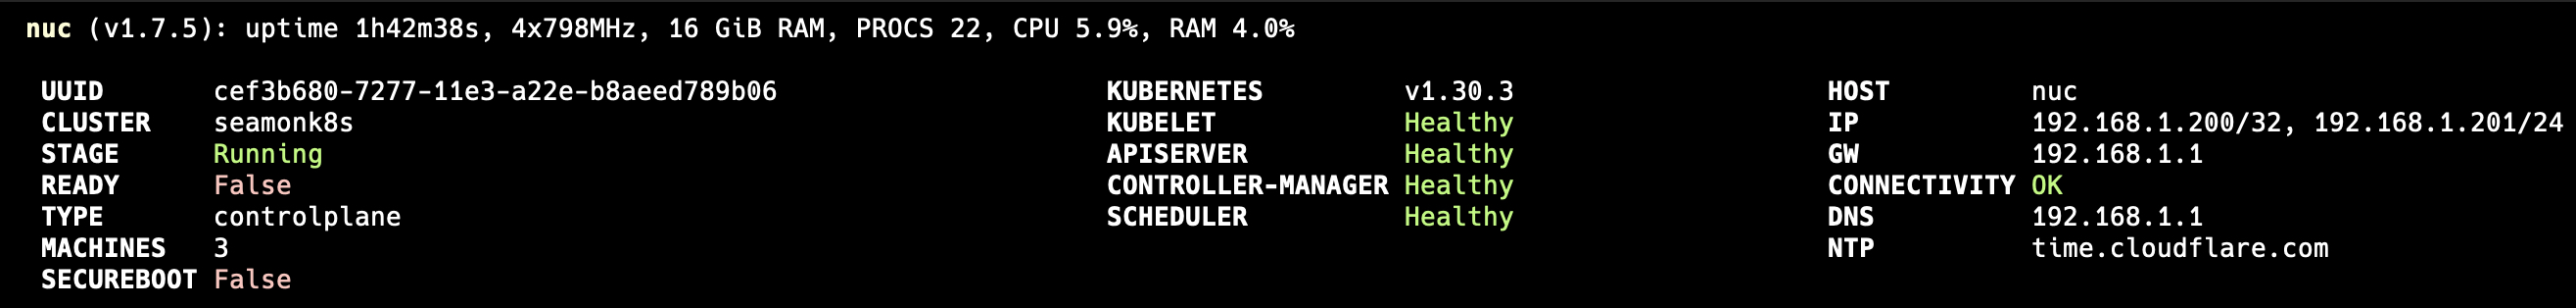 nuc (v1.7.5): uptime 1h42m38s, 4x798MHz, 16 GiB RAM, PROCS 22, CPU 5.9%, RAM 4.0%
UUID cef3b680-7277-11e3-a22e-b8aeed789b06 KUBERNETES v1.30.3 HOST nuc
CLUSTER seamonk8s KUBELET Healthy IP 192.168.1.200/32, 192.168.1.201/24
STAGE Running APISERVER Healthy GW 192.168.1.1
READY False CONTROLLER-MANAGER Healthy CONNECTIVITY OK
TYPE controlplane SCHEDULER Healthy DNS 192.168.1.1
MACHINES 3 NTP time.cloudflare.com
SECUREBOOT False